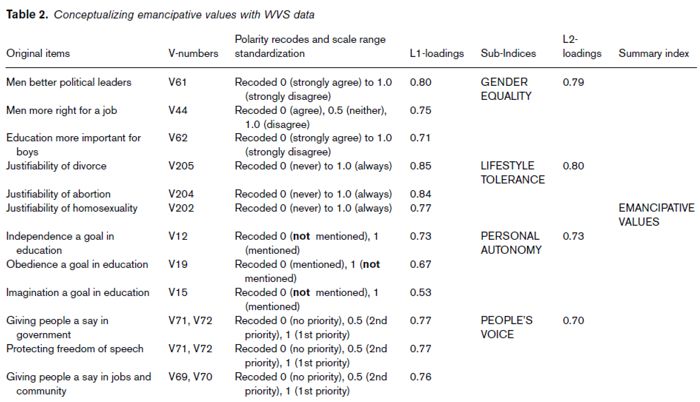 Table 2. Conceptualizing emancipative values with WVS data
Original items V-numbers Polarity recodes and scale range standardization L1-loadings Sub-Indices L2-loadings Summary index
Men better political leaders V61 Recoded 0 (strongly agree) to 1.0 0.80 GENDER 0.79
(strongly disagree) EQUALITY
Men more right for a job V44 Recoded 0 (agree), 0.5 (neither), 0.75
1.0 (disagree)
Education more important for V62 Recoded 0 (strongly agree) to 1.0 0.71
boys (strongly disagree)
Justifiability of divorce V205 Recoded 0 (never) to 1.0 (always) 0.85 LIFESTYLE 0.80
TOLERANCE
Justifiability of abortion V204 Recoded 0 (never) to 1.0 (always) 0.84
Justifiability of homosexuality V202 Recoded 0 (never) to 1.0 (always) 0.77 EMANCIPATIVE
VALUES
Independence a goal in V12 Recoded 0 (not mentioned), 1 0.73 PERSONAL 0.73
education (mentioned) AUTONOMY
Obedience a goal in education V19 Recoded 0 (mentioned), 1 (not 0.67
mentioned)
Imagination a goal in education V15 Recoded 0 (not mentioned), 1 0.53
(mentioned)
Giving people a say in V71, V72 Recoded 0 (no priority), 0.5 (2nd 0.77 PEOPLE'S 0.70
government priority), 1 (1st priority) VOICE
Protecting freedom of speech V71, V72 Recoded 0 (no priority), 0.5 (2nd 0.77
priority), 1 (1st priority)
Giving people a say in jobs and V69, V70 Recoded 0 (no priority), 0.5 (2nd 0.76
community priority), 1 (1st priority)